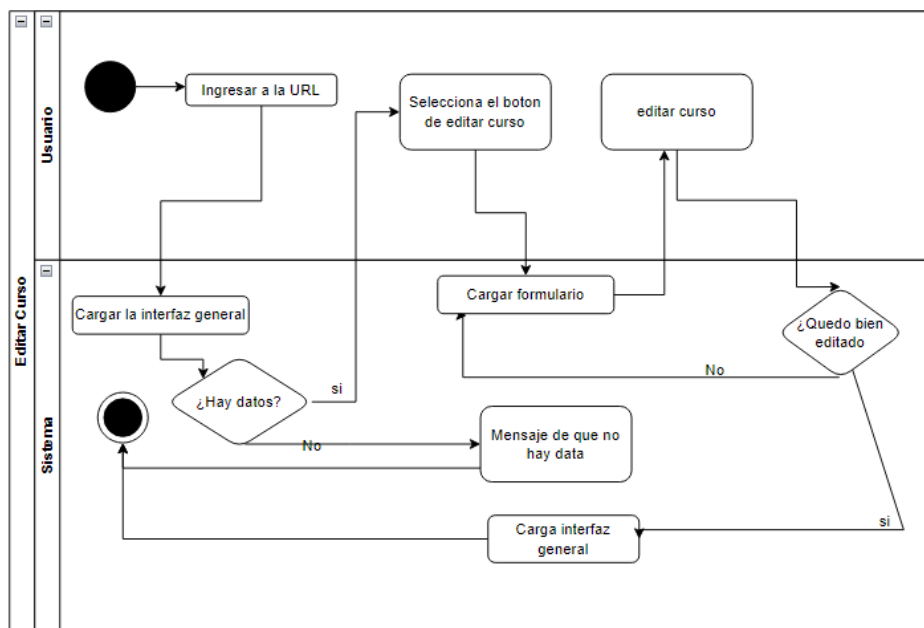 Editar Curso
Usuario
Ingresar a la URL
Selecciona el boton
de editar curso
editar curso
Sistema
Cargar la interfaz general
Cargar formulario
¿Quedo bien
editado
¿Hay datos?
si
No
No
Mensaje de que no
hay data
si
Carga interfaz
general